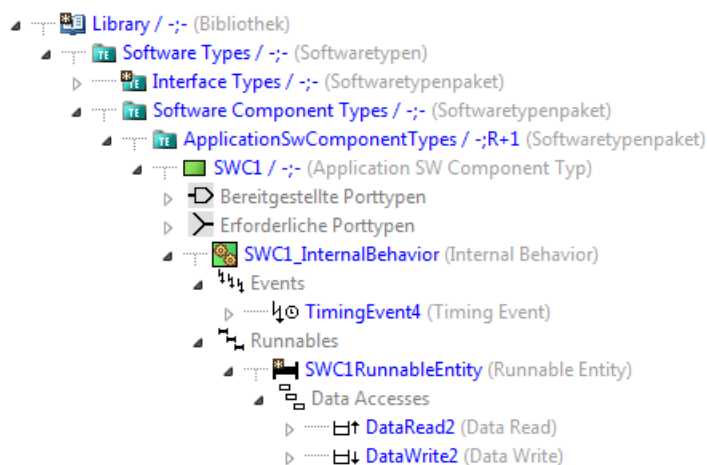 Library / -;- (Bibliothek)
Software Types / -;- (Softwaretypen)
Interface Types / -;- (Softwaretypenpaket)
Software Component Types / -;- (Softwaretypenpaket)
ApplicationSwComponentTypes / -;R+1 (Softwaretypenpaket)
SWC1 / -;- (Application SW Component Typ)
Bereitgestellte Porttypen
Erforderliche Porttypen
SWC1_InternalBehavior (Internal Behavior)
Events
TimingEvent4 (Timing Event)
Runnables
SWC1RunnableEntity (Runnable Entity)
Data Accesses
DataRead2 (Data Read)
DataWrite2 (Data Write)